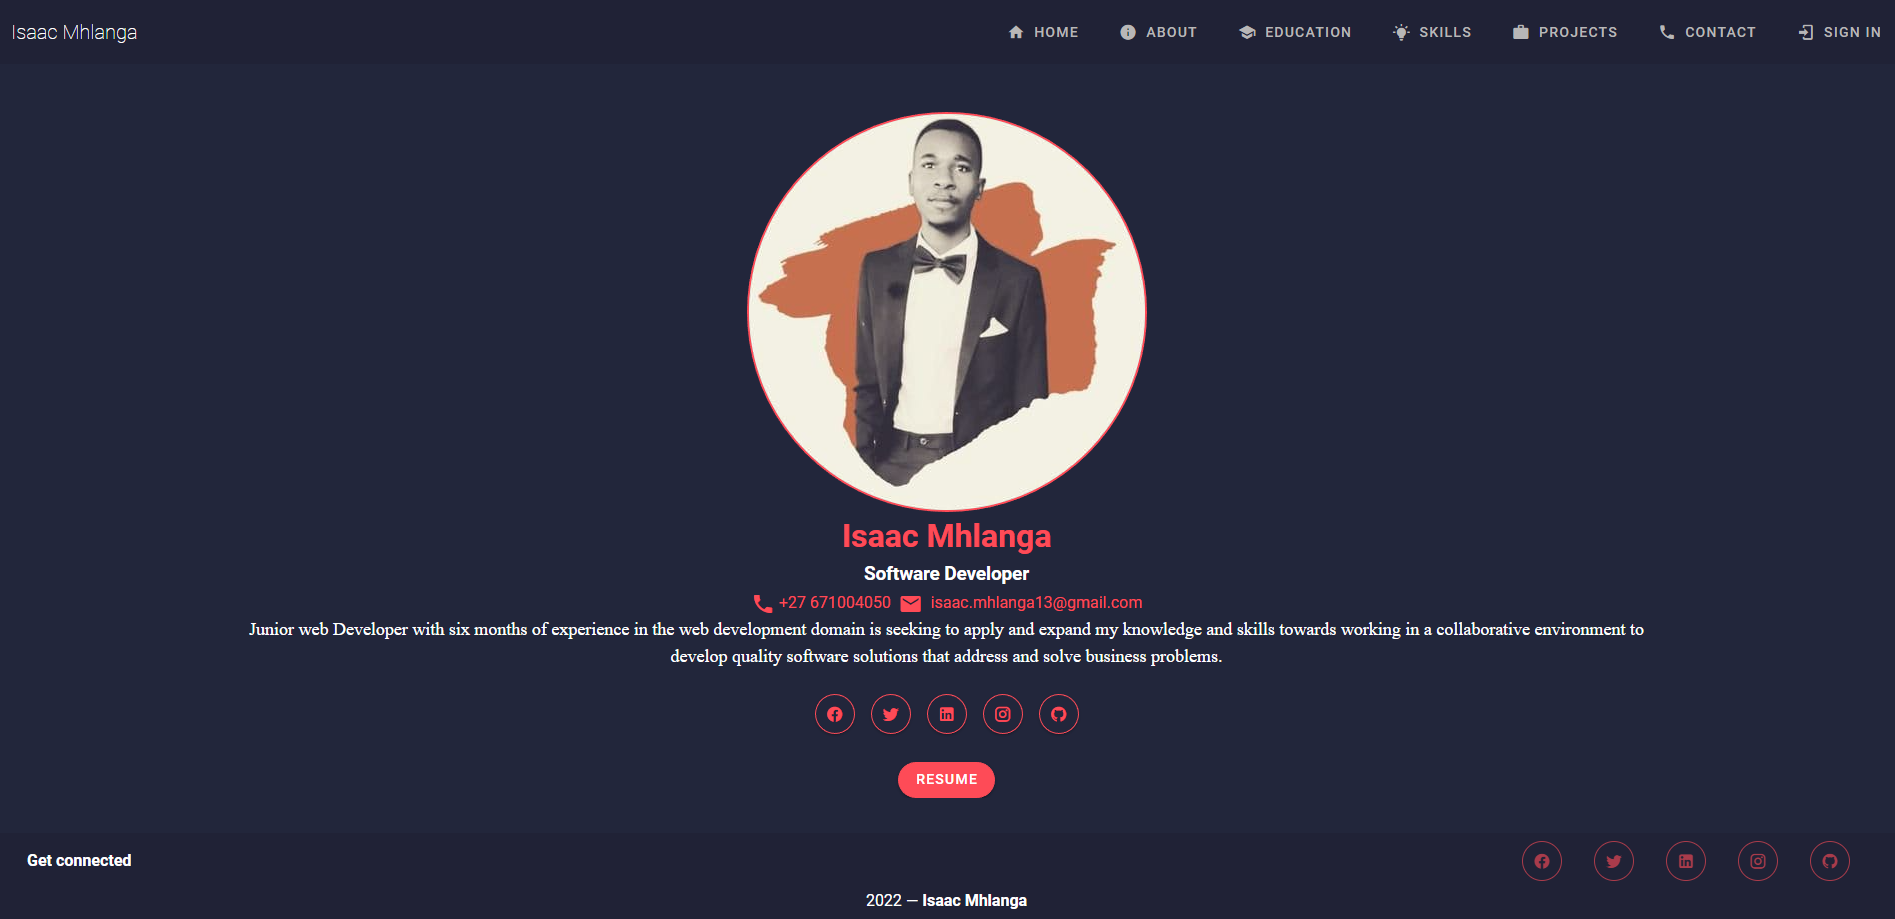 Isaac Mhlanga
HOME ABOUT EDUCATION SKILLS PROJECTS CONTACT SIGN IN
Isaac Mhlanga
Software Developer
+27 671004050 isaac.mhlanga13@gmail.com
Junior web Developer with six months of experience in the web development domain is seeking to apply and expand my knowledge and skills towards working in a collaborative environment to
develop quality software solutions that address and solve business problems.
RESUME
Get connected
2022 — Isaac Mhlanga